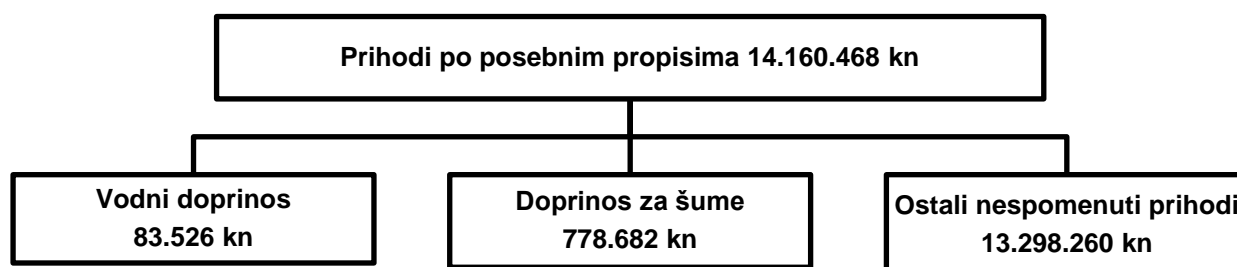 Prihodi po posebnim propisima 14.160.468 kn
Vodni doprinos
83.526 kn
Doprinos za šume
778.682 kn
Ostali nespomenuti prihodi
13.298.260 kn